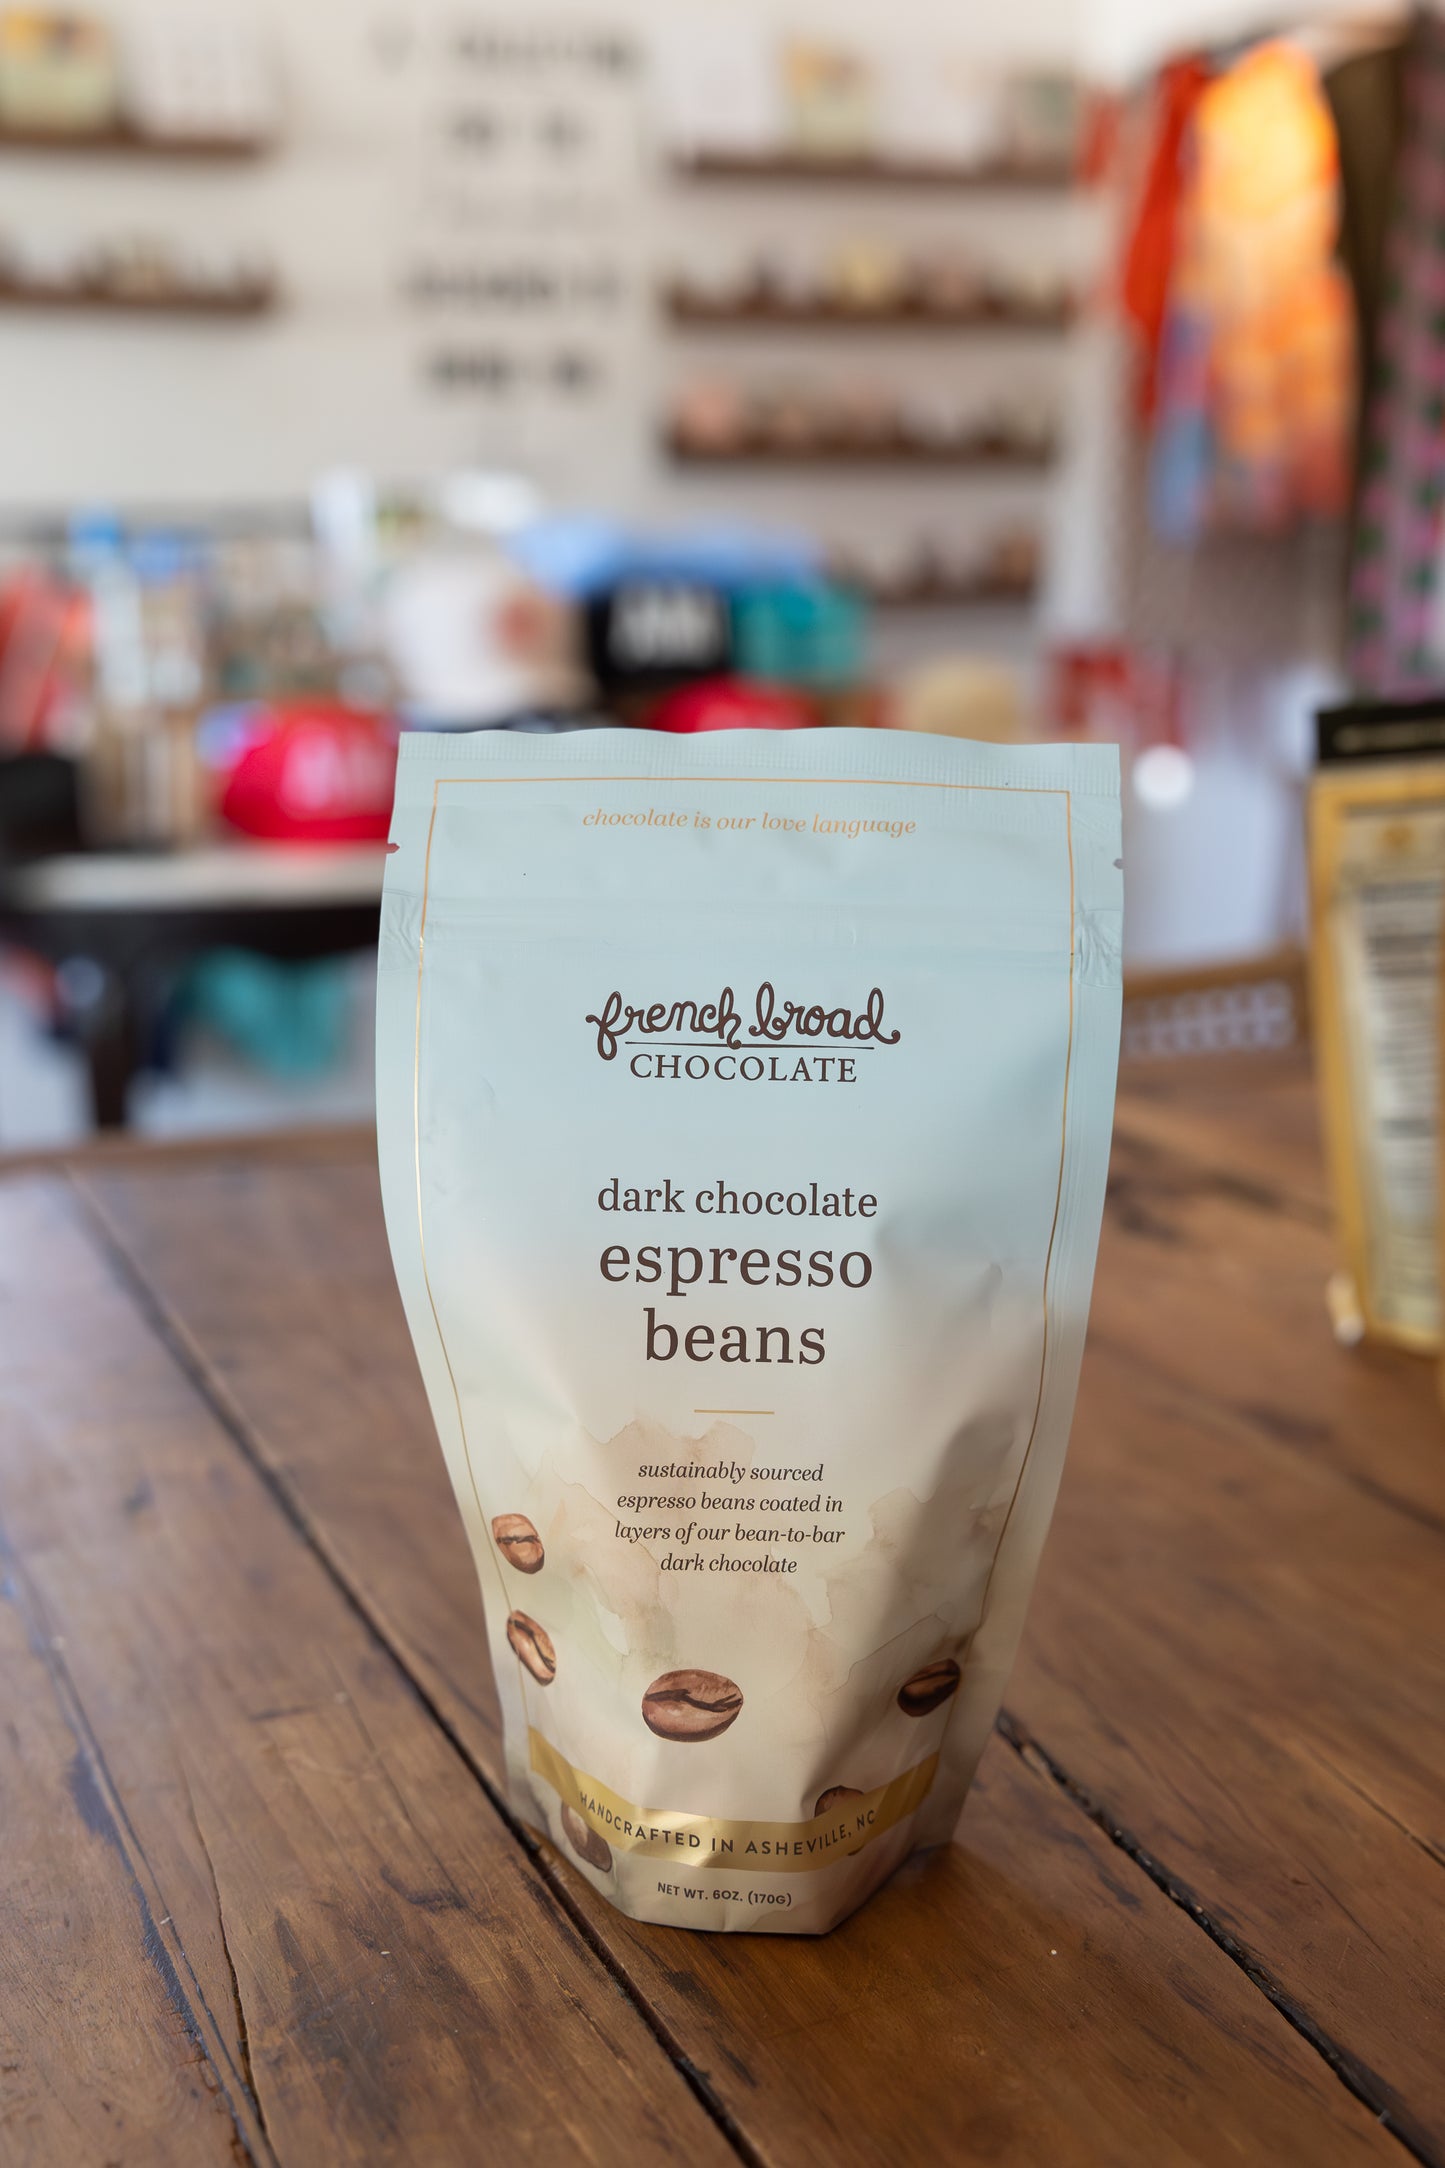 chocolate is our love language
french broad
CHOCOLATE
dark chocolate
espresso
beans
sustainably sourced
espresso beans coated in
layers of our bean-to-bar
dark chocolate
HANDCRAFTED IN ASHEVILLE, NC
NET WT. 6OZ. (170G)